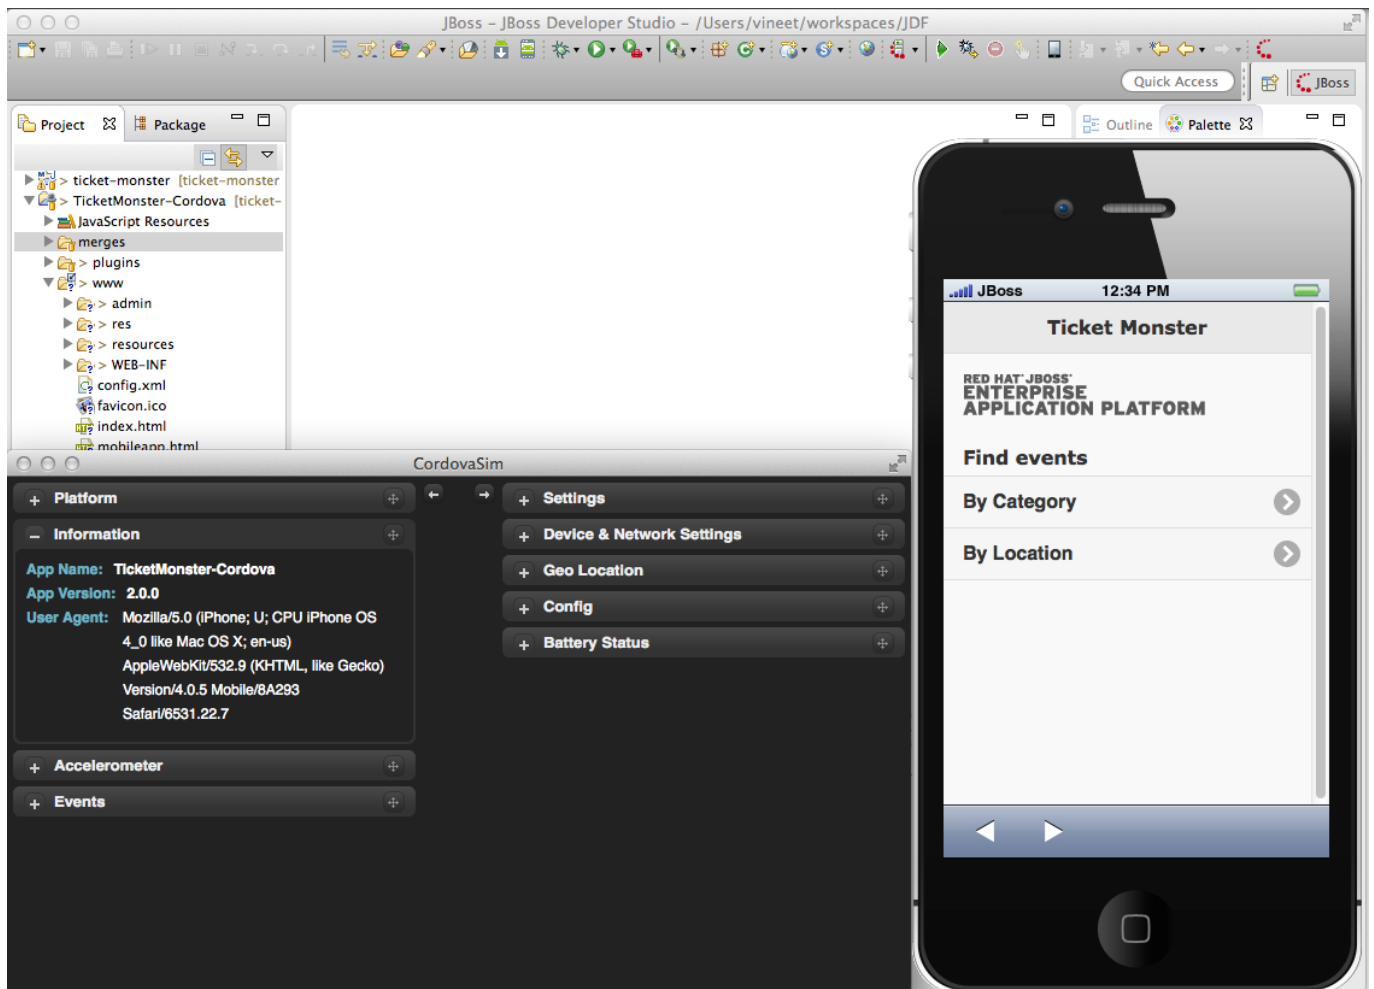 JBoss – JBoss Developer Studio – /Users/vineet/workspaces/JDF
Quick Access
JBoss
Project
Package
Outline
Palette
> ticket-monster [ticket-monster
> TicketMonster-Cordova [ticket-
JavaScript Resources
merges
> plugins
> www
> admin
> res
> resources
> WEB-INF
config.xml
favicon.ico
index.html
mobileapp.html
CordovaSim
Platform
Information
App Name: TicketMonster-Cordova
App Version: 2.0.0
User Agent: Mozilla/5.0 (iPhone; U; CPU iPhone OS
4_0 like Mac OS X; en-us)
AppleWebKit/532.9 (KHTML, like Gecko)
Version/4.0.5 Mobile/8A293
Safari/6531.22.7
Accelerometer
Events
Settings
Device & Network Settings
Geo Location
Config
Battery Status
JBoss 12:34 PM
Ticket Monster
RED HAT® JBOSS®
ENTERPRISE
APPLICATION PLATFORM
Find events
By Category
By Location